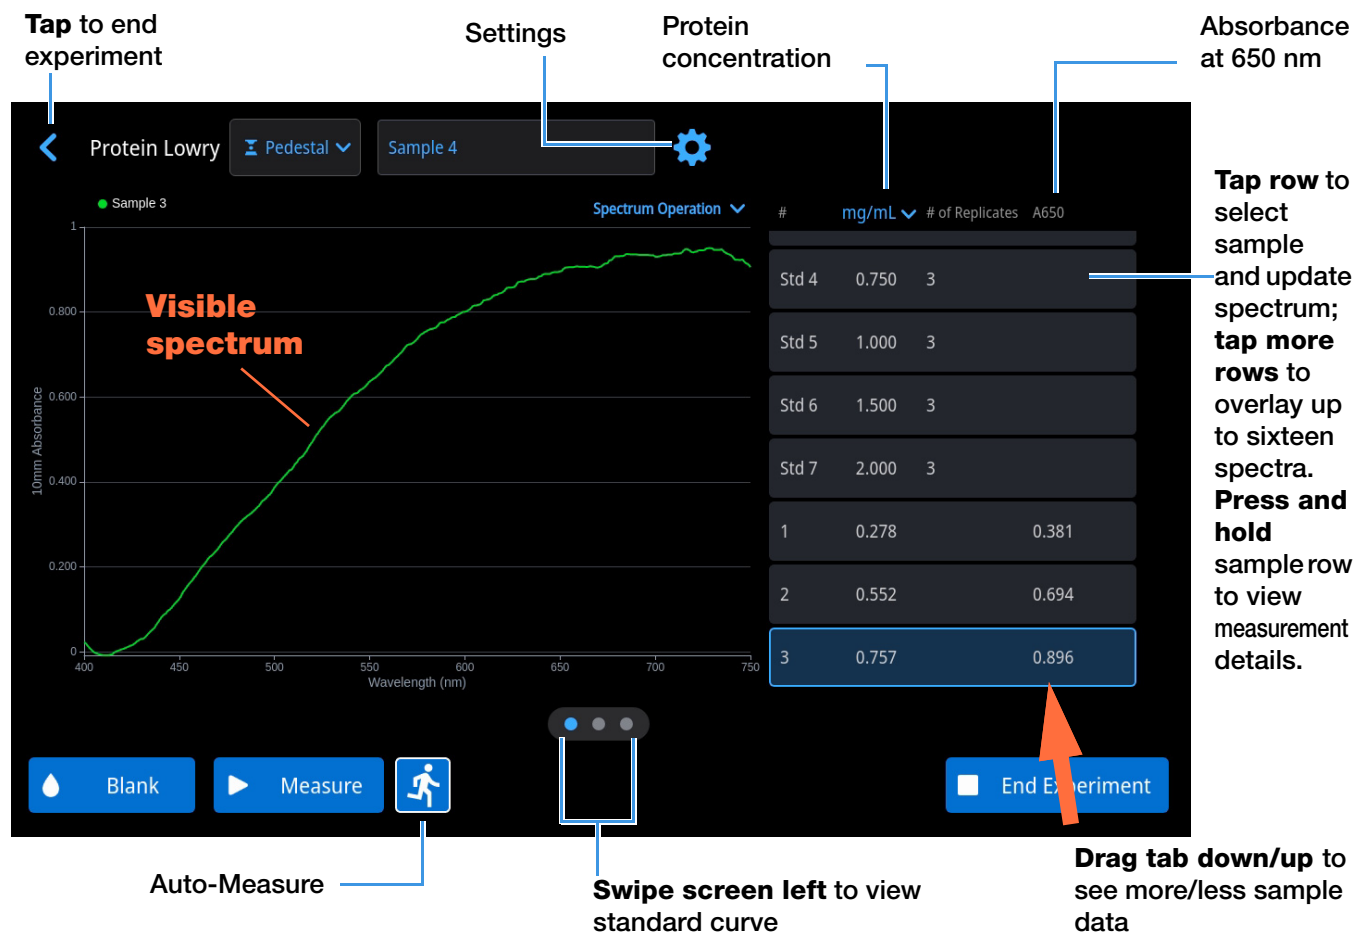 Tap to end
experiment
Settings
Protein
concentration
Absorbance
at 650 nm
Protein Lowry
Pedestal
Sample 4
Sample 3
Spectrum Operation
# mg/mL # of Replicates A650
1
0.800
0.600
0.400
0.200
0
10mm Absorbance
400 450 500 550 600 650 700 750
Wavelength (nm)
Visible
spectrum
Std 4 0.750 3
Std 5 1.000 3
Std 6 1.500 3
Std 7 2.000 3
1 0.278 0.381
2 0.552 0.694
3 0.757 0.896
Tap row to
select
sample
and update
spectrum;
tap more
rows to
overlay up
to sixteen
spectra.
Press and
hold
sample row
to view
measurement
details.
Blank
Measure
End Experiment
Auto-Measure
Swipe screen left to view
standard curve
Drag tab down/up to
see more/less sample
data